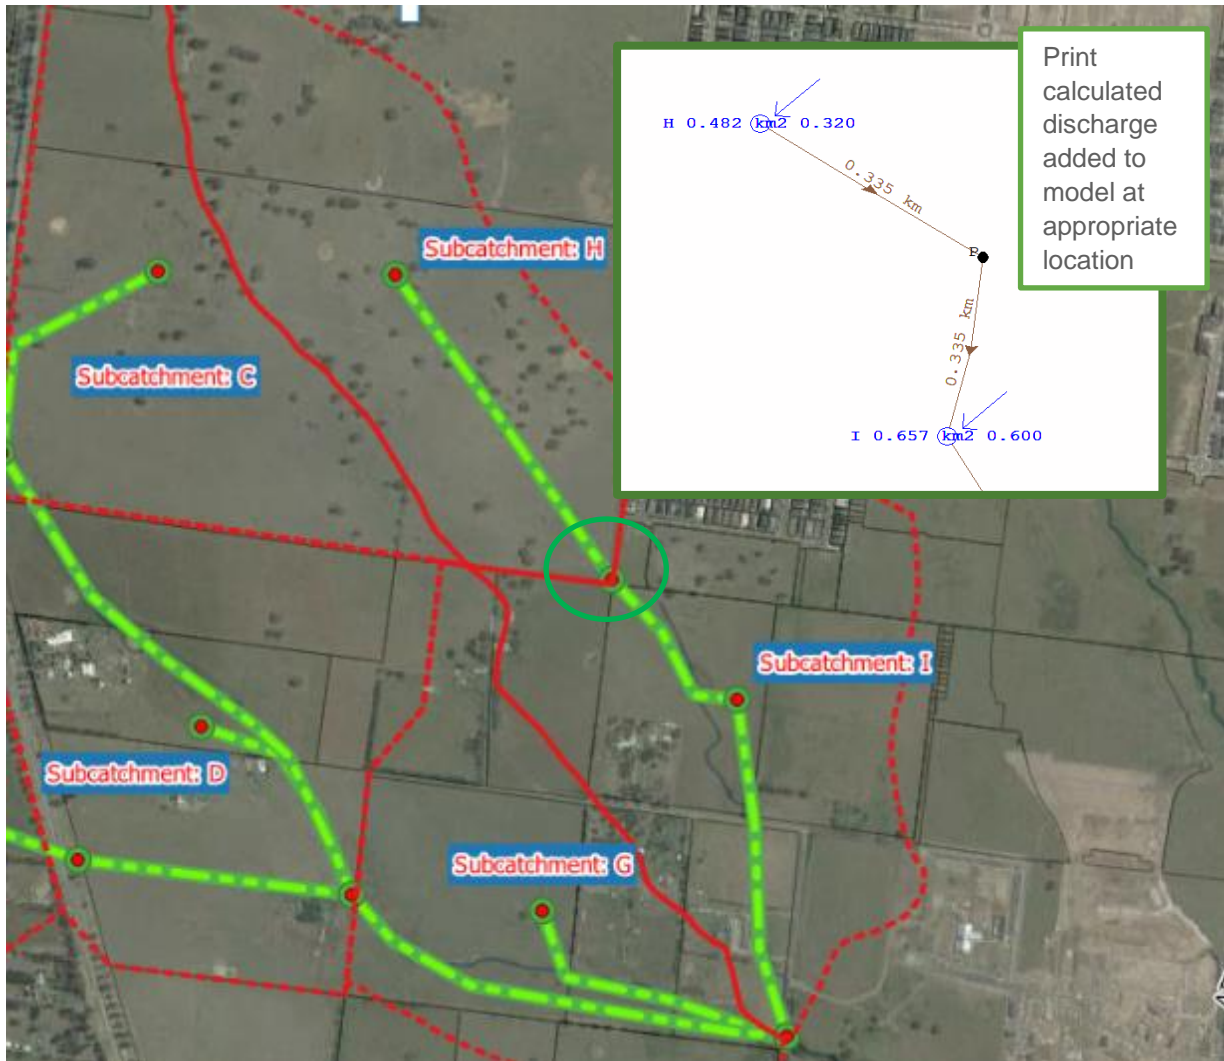 Print
calculated
discharge
added to
model at
appropriate
location
H 0.482 km2 0.320
0.335 km
P
0.335 km
I 0.657 km2 0.600
Subcatchment: H
Subcatchment: C
Subcatchment: I
Subcatchment: D
Subcatchment: G